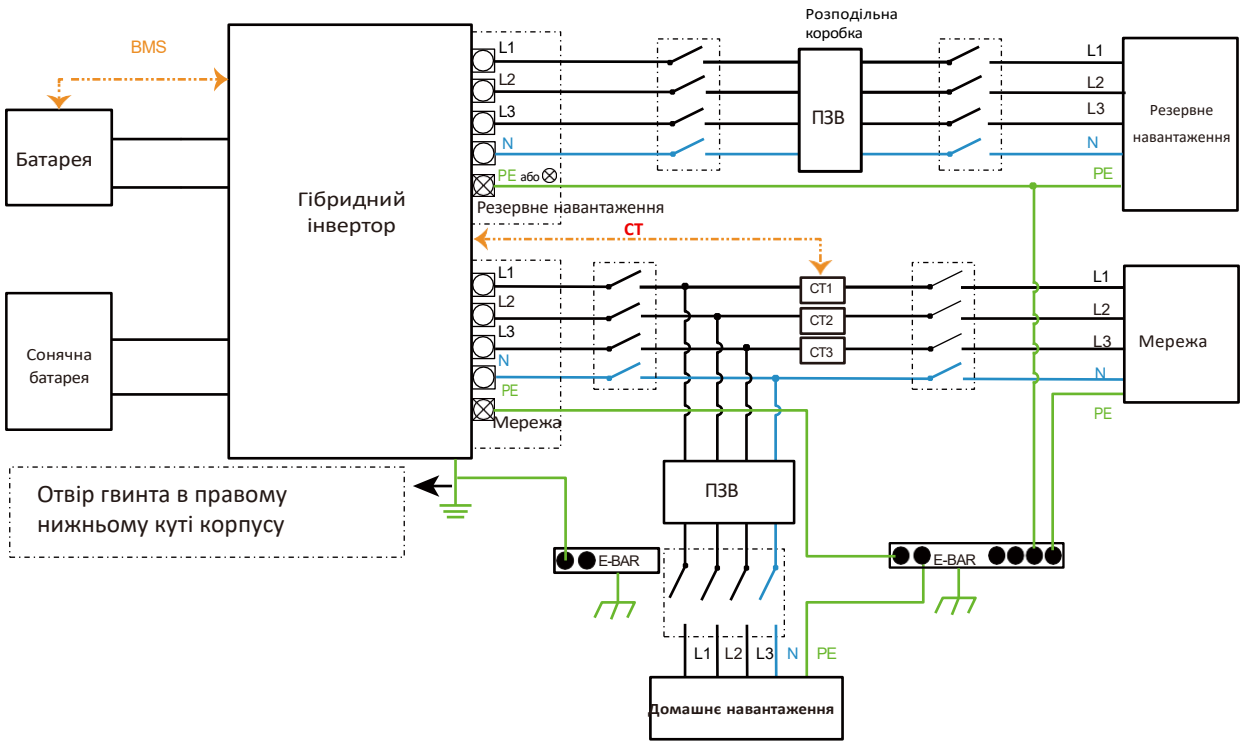 Розподільна
коробка
BMS
L1
L2
L3
N
PE або
Резервне навантаження
Батарея
Гібридний
інвертор
ПЗВ
L1
L2
L3
N
PE
Резервне
навантаження
CT
L1
L2
L3
N
PE
Мережа
CT1
CT2
CT3
L1
L2
L3
N
PE
Мережа
Сонячна
батарея
Отвір гвинта в правому
нижньому куті корпусу
ПЗВ
E-BAR
E-BAR
L1
L2
L3
N
PE
Домашнє навантаження